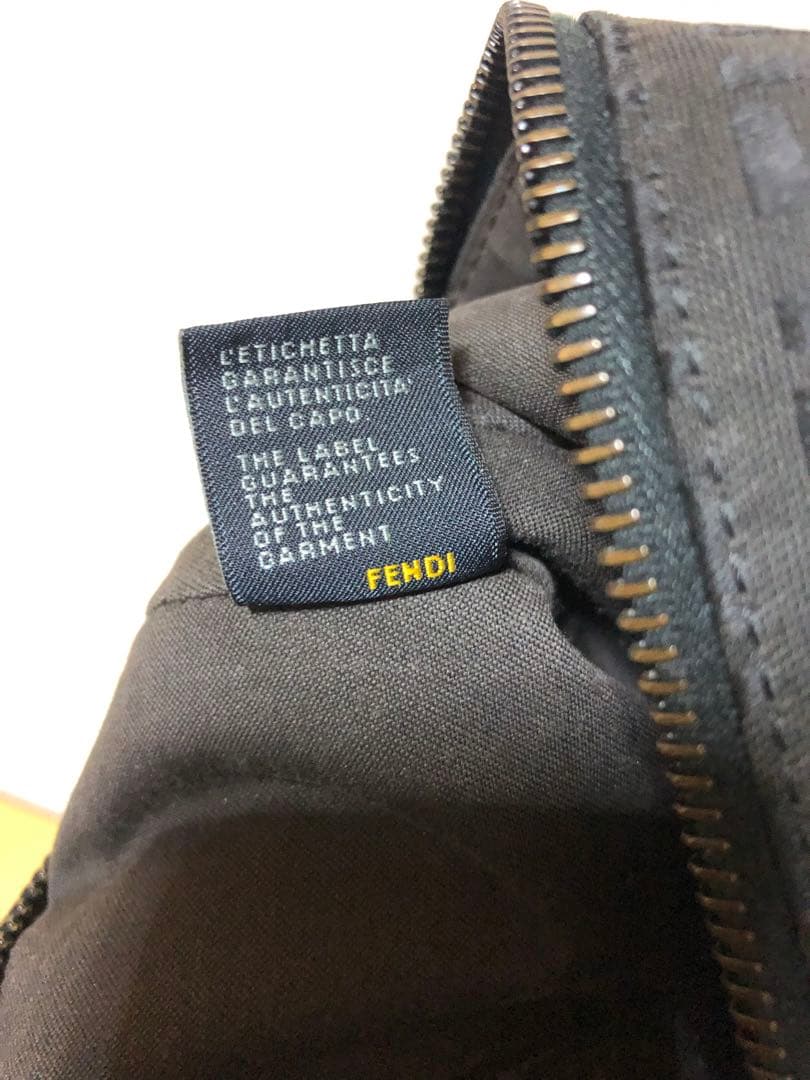 L'ETICHETTA
GARANTISCE
L'AUTENTICITA'
DEL CAPO.
THE LABEL
GUARANTEES
THE
AUTHENTICITY
OF THE
GARMENT
FENDI